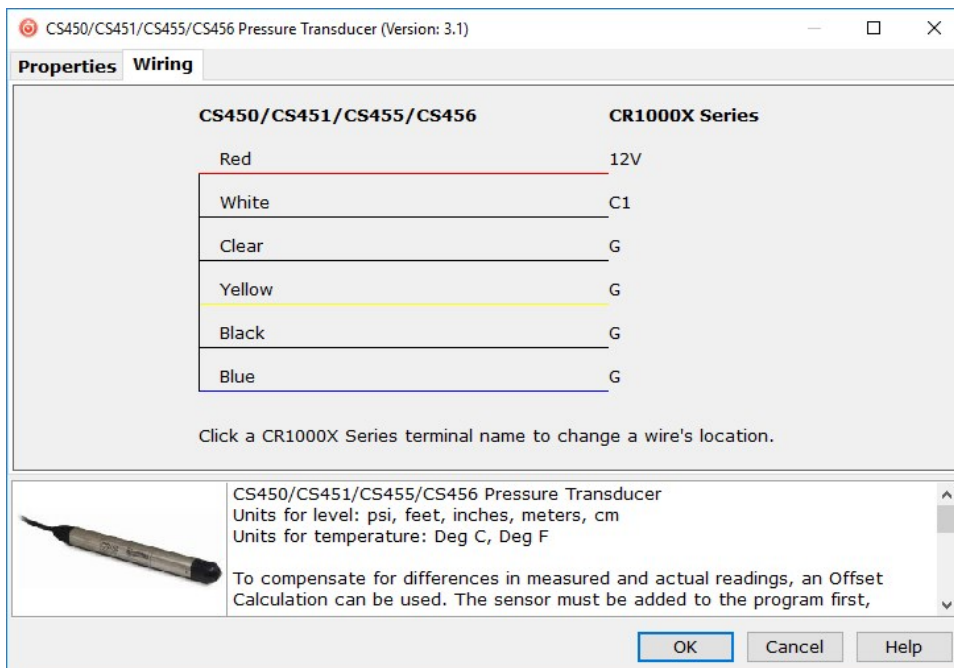 CS450/CS451/CS455/CS456 Pressure Transducer (Version: 3.1)
Properties Wiring
CS450/CS451/CS455/CS456 CR1000X Series
Red 12V
White C1
Clear G
Yellow G
Black G
Blue G
Click a CR1000X Series terminal name to change a wire's location.
CS450/CS451/CS455/CS456 Pressure Transducer
Units for level: psi, feet, inches, meters, cm
Units for temperature: Deg C, Deg F
To compensate for differences in measured and actual readings, an Offset
Calculation can be used. The sensor must be added to the program first,
OK Cancel Help